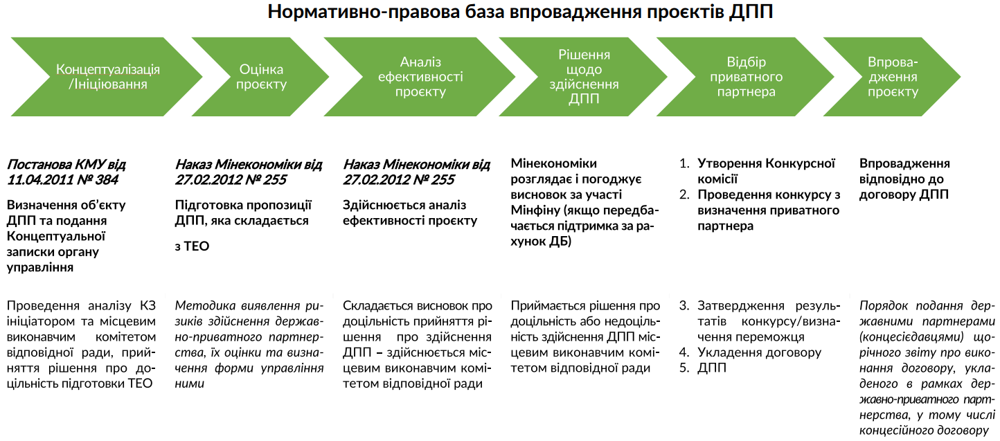 Нормативно-правова база впровадження проєктів ДПП
Концептуалізація
/Ініціювання
Оцінка
проєкту
Аналіз
ефективності
проєкту
Рішення
щодо
здійснення
ДПП
Відбір
приватного
партнера
Впрова-
дження
проєкту
Постанова КМУ від
11.04.2011 № 384
Визначення об’єкту
ДПП та подання
Концептуальної
записки органу
управління
Наказ Мінекономіки від
27.02.2012 № 255
Підготовка пропозиції
ДПП, яка складається
з ТЕО
Наказ Мінекономіки від
27.02.2012 № 255
Здійснюється аналіз
ефективності проєкту
Мінекономіки
розглядає і погоджує
висновок за участі
Мінфіну (якщо передба-
чається підтримка за ра-
хунок ДБ)
1. Утворення Конкурсної
комісії
2. Проведення конкурсу з
визначення приватного
партнера
Впровадження
відповідно до
договору ДПП
Проведення аналізу КЗ
ініціатором та місцевим
виконавчим комітетом
відповідної ради, прий-
няття рішення про до-
цільність підготовки ТЕО
Методика виявлення ри-
зиків здійснення держав-
но-приватного партнер-
ства, їх оцінки та визна-
чення форми управління
ними
Складається висновок про
доцільність прийняття рі-
шення про здійснення
ДПП – здійснюється міс-
цевим виконавчим комі-
тетом відповідної ради
Приймається рішення про
доцільність або недоціль-
ність здійснення ДПП міс-
цевим виконавчим комі-
тетом відповідної ради
3. Затвердження резуль-
татів конкурсу/визна-
чення переможця
4. Укладення договору
5. ДПП
Порядок подання дер-
жавними партнерами
(концесієдавцями) що-
річного звіту про вико-
нання договору, укла-
деного в рамках дер-
жавно-приватного парт-
нерства, у тому числі
концесійного договору